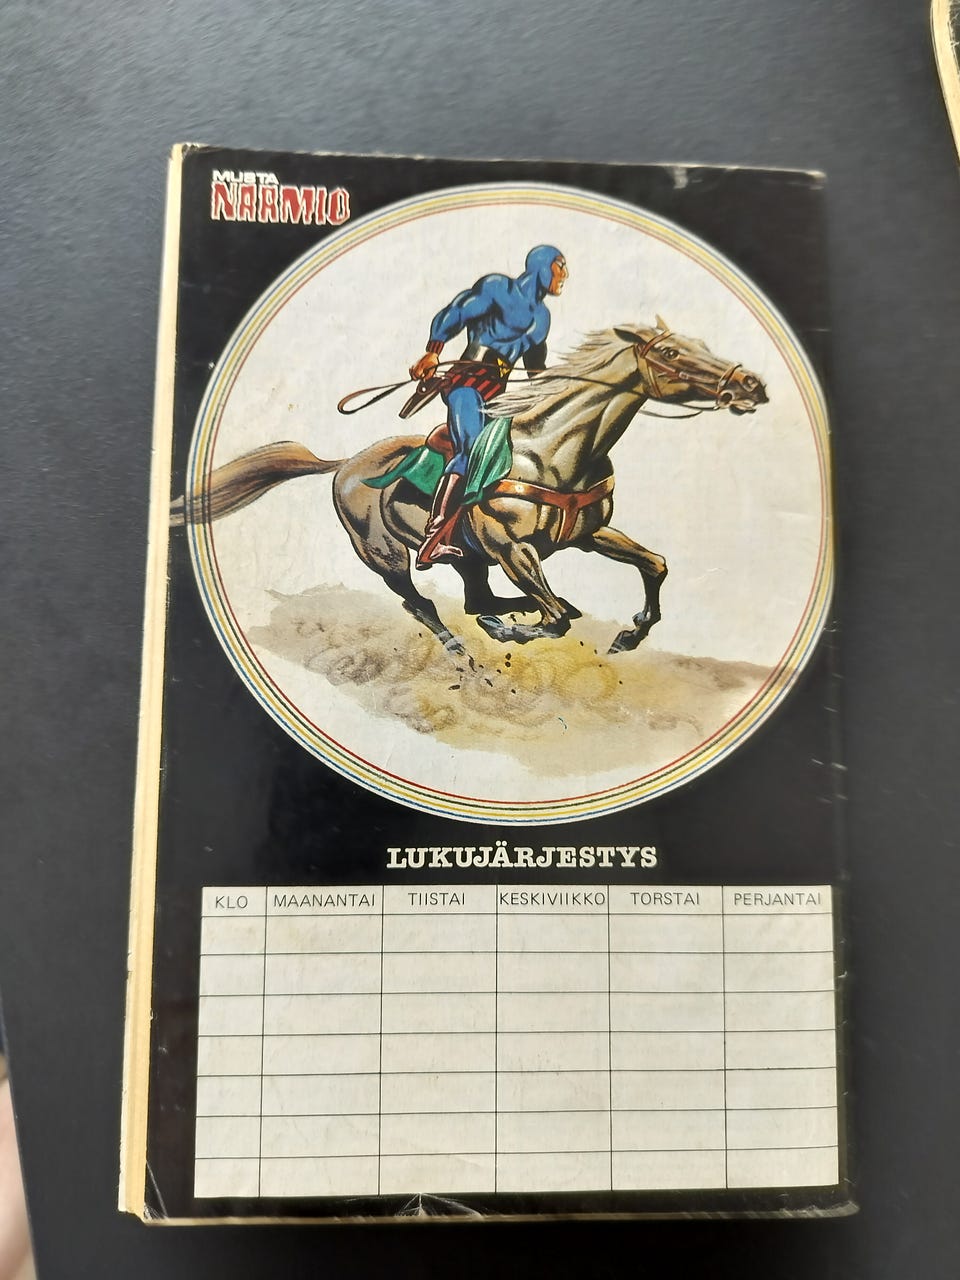 MUSTA
NAAMIO
LUKUJÄRJESTYS
KLO MAANANTAI TIISTAI KESKIVIIKKO TORSTAI PERJANTAI